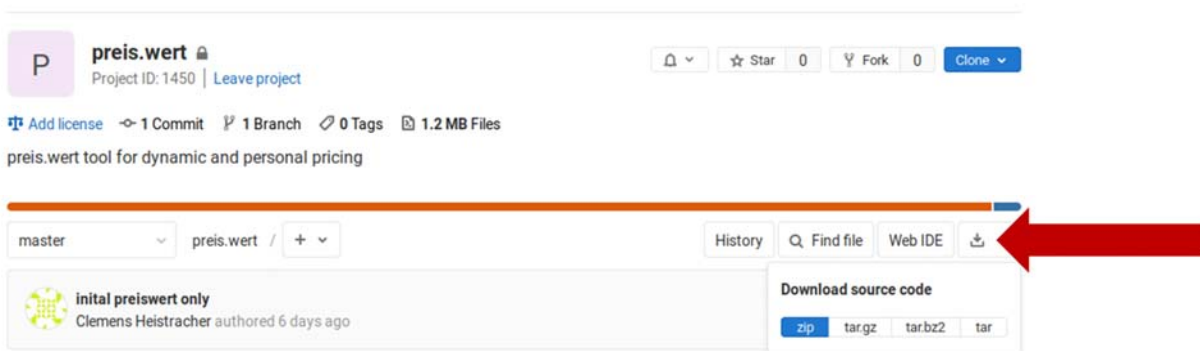 P
preis.wert
Project ID: 1450 | Leave project
Star 0 Fork 0 Clone
Add license 1 Commit 1 Branch 0 Tags 1.2 MB Files
preis.wert tool for dynamic and personal pricing
master preis.wert / + History Find file Web IDE
inital preiswert only
Clemens Heistracher authored 6 days ago
Download source code
zip tar.gz tar.bz2 tar